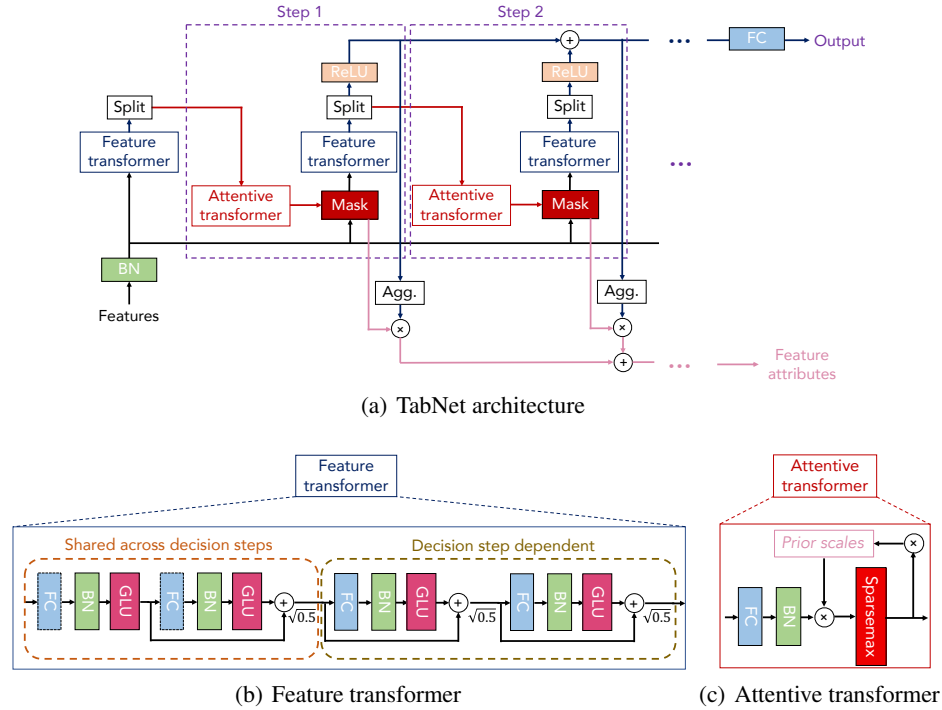 Step 1
Step 2
FC
Output
ReLU
ReLU
Split
Split
Split
Feature
transformer
Feature
transformer
Feature
transformer
Attentive
transformer
Mask
Attentive
transformer
Mask
BN
Features
Agg.
Agg.
Feature
attributes
(a) TabNet architecture
Feature
transformer
Shared across decision steps
Decision step dependent
FC
BN
GLU
FC
BN
GLU
√0.5
FC
BN
GLU
√0.5
FC
BN
GLU
√0.5
(b) Feature transformer
Attentive
transformer
Prior scales
FC
BN
Sparsemax
(c) Attentive transformer